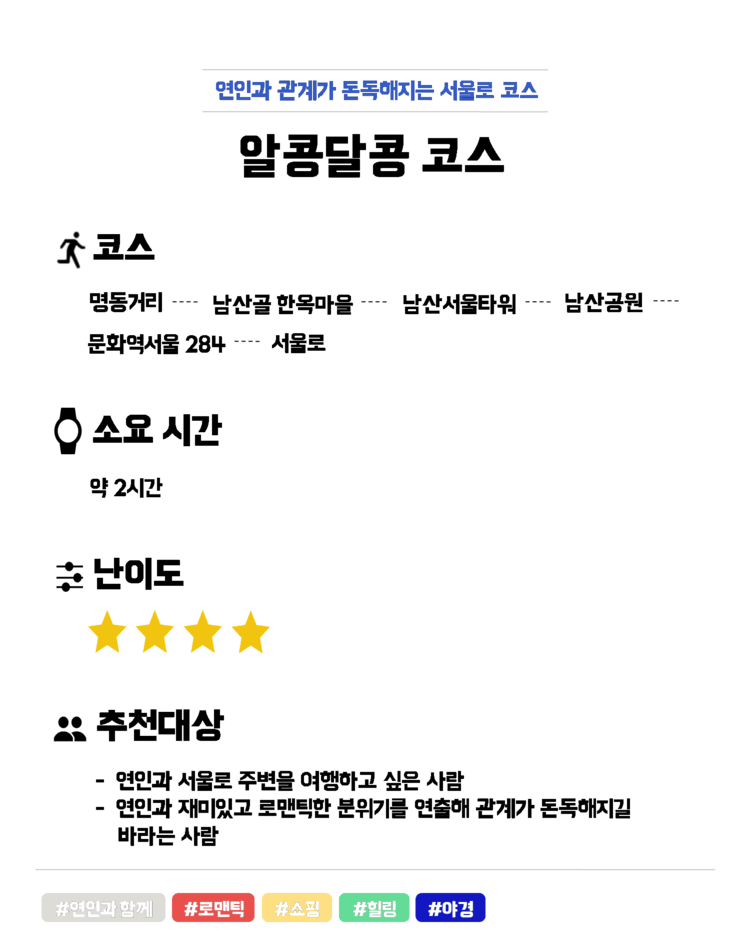 연인과 관계가 돈독해지는 서울로 코스
알콩달콩 코스
코스
명동거리 ---- 남산골 한옥마을 ---- 남산서울타워 ---- 남산공원 ----
문화역서울 284 ---- 서울로
소요 시간
약 2시간
난이도
추천대상
- 연인과 서울로 주변을 여행하고 싶은 사람
- 연인과 재미있고 로맨틱한 분위기를 연출해 관계가 돈독해지길
바라는 사람
#연인과 함께 #로맨틱 #쇼핑 #힐링 #야경